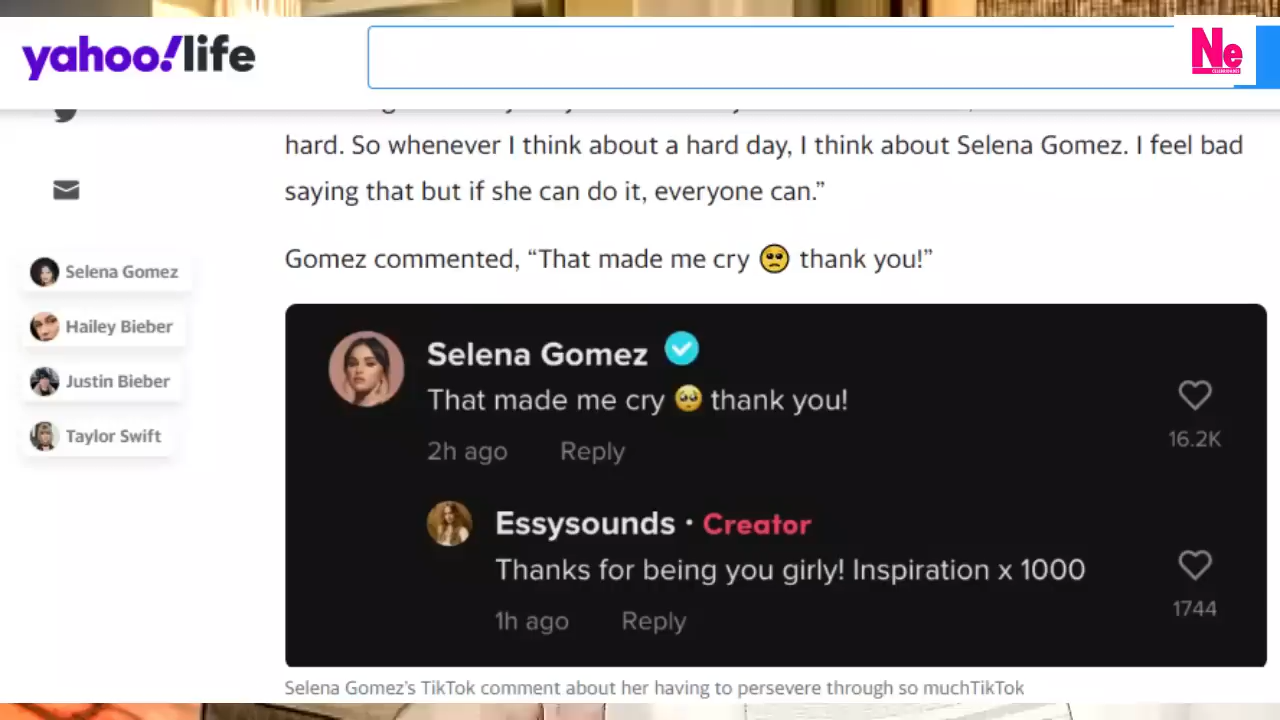 yahoo!life
Ne
hard. So whenever I think about a hard day, I think about Selena Gomez. I feel bad
saying that but if she can do it, everyone can.”
Gomez commented, “That made me cry 🥺 thank you!”
Selena Gomez
Hailey Bieber
Justin Bieber
Taylor Swift
Selena Gomez
That made me cry 🥺 thank you!
2h ago Reply
16.2K
Essysounds · Creator
Thanks for being you girly! Inspiration x 1000
1h ago Reply
1744
Selena Gomez's TikTok comment about her having to persevere through so muchTikTok